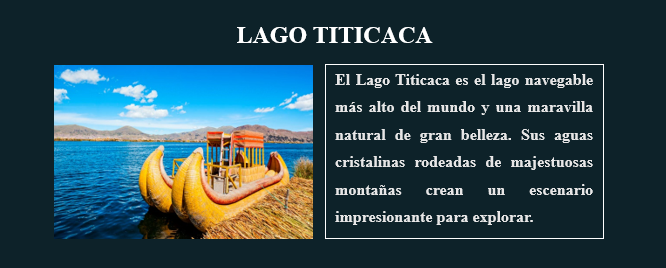 LAGO TITICACA
El Lago Titicaca es el lago navegable
más alto del mundo y una maravilla
natural de gran belleza. Sus aguas
cristalinas rodeadas de majestuosas
montañas crean un escenario
impresionante para explorar.